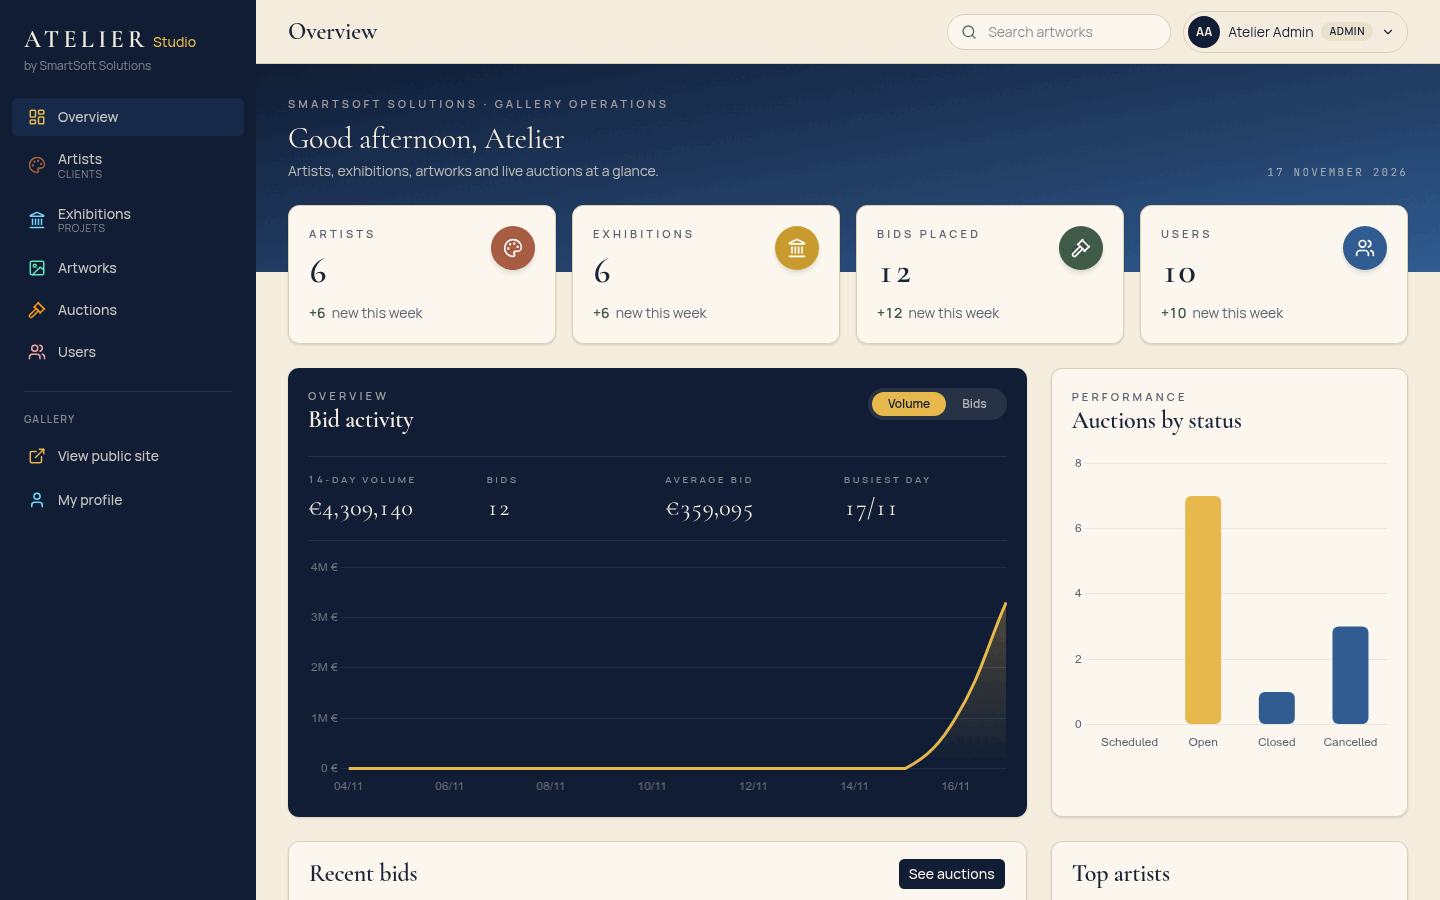 ATELIER Studio
by SmartSoft Solutions
Overview
Artists
CLIENTS
Exhibitions
PROJETS
Artworks
Auctions
Users
GALLERY
View public site
My profile
Overview
Search artworks
AA Atelier Admin ADMIN
SMARTSOFT SOLUTIONS · GALLERY OPERATIONS
Good afternoon, Atelier
Artists, exhibitions, artworks and live auctions at a glance.
17 NOVEMBER 2026
ARTISTS
6
+6 new this week
EXHIBITIONS
6
+6 new this week
BIDS PLACED
12
+12 new this week
USERS
10
+10 new this week
OVERVIEW
Bid activity
Volume Bids
14-DAY VOLUME
€4,309,140
BIDS
12
AVERAGE BID
€359,095
BUSIEST DAY
17/11
4M €
3M €
2M €
1M €
0 €
04/11 06/11 08/11 10/11 12/11 14/11 16/11
PERFORMANCE
Auctions by status
8
6
4
2
0
Scheduled Open Closed Cancelled
Recent bids
See auctions
Top artists